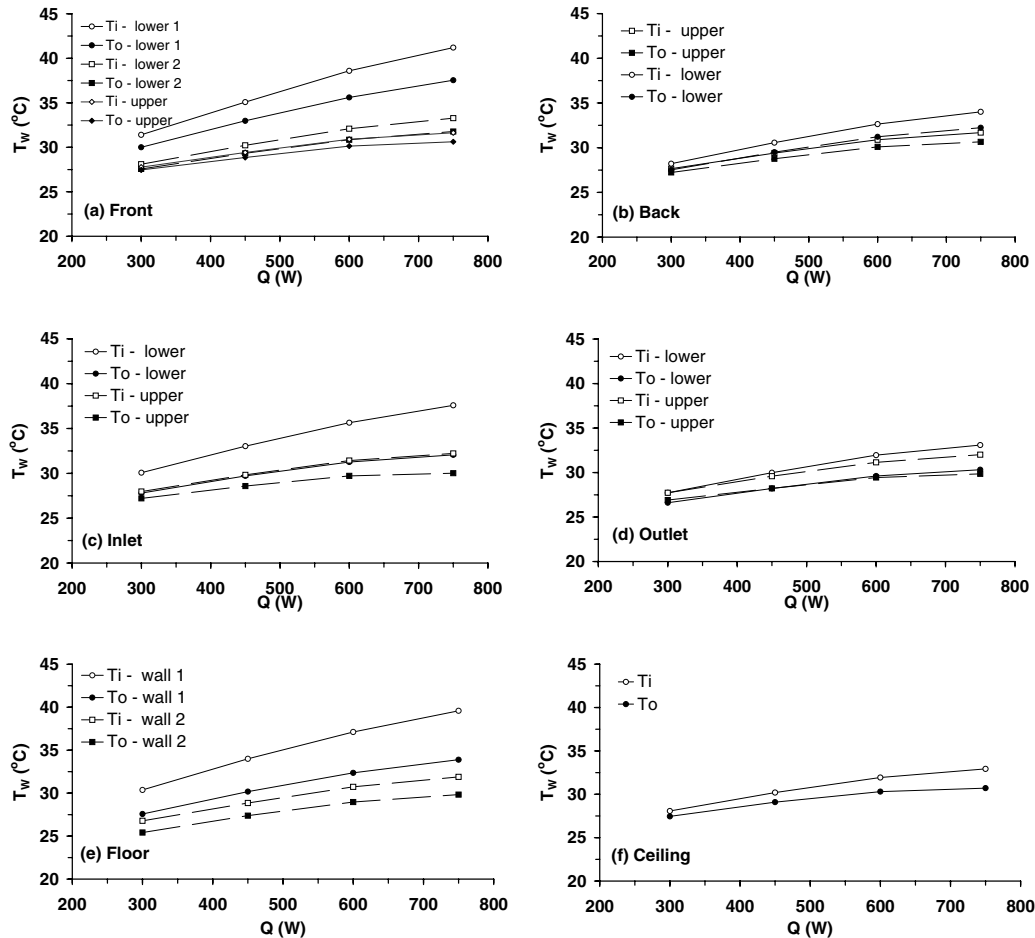 45
40
35
30
25
20
T_W (°C)
Ti - lower 1
To - lower 1
Ti - lower 2
To - lower 2
Ti - upper
To - upper
(a) Front
200 300 400 500 600 700 800
Q (W)
45
40
35
30
25
20
T_W (°C)
Ti - upper
To - upper
Ti - lower
To - lower
(b) Back
200 300 400 500 600 700 800
Q (W)
45
40
35
30
25
20
T_W (°C)
Ti - lower
To - lower
Ti - upper
To - upper
(c) Inlet
200 300 400 500 600 700 800
Q (W)
45
40
35
30
25
20
T_W (°C)
Ti - lower
To - lower
Ti - upper
To - upper
(d) Outlet
200 300 400 500 600 700 800
Q (W)
45
40
35
30
25
20
T_W (°C)
Ti - wall 1
To - wall 1
Ti - wall 2
To - wall 2
(e) Floor
200 300 400 500 600 700 800
Q (W)
45
40
35
30
25
20
T_W (°C)
Ti
To
(f) Ceiling
200 300 400 500 600 700 800
Q (W)